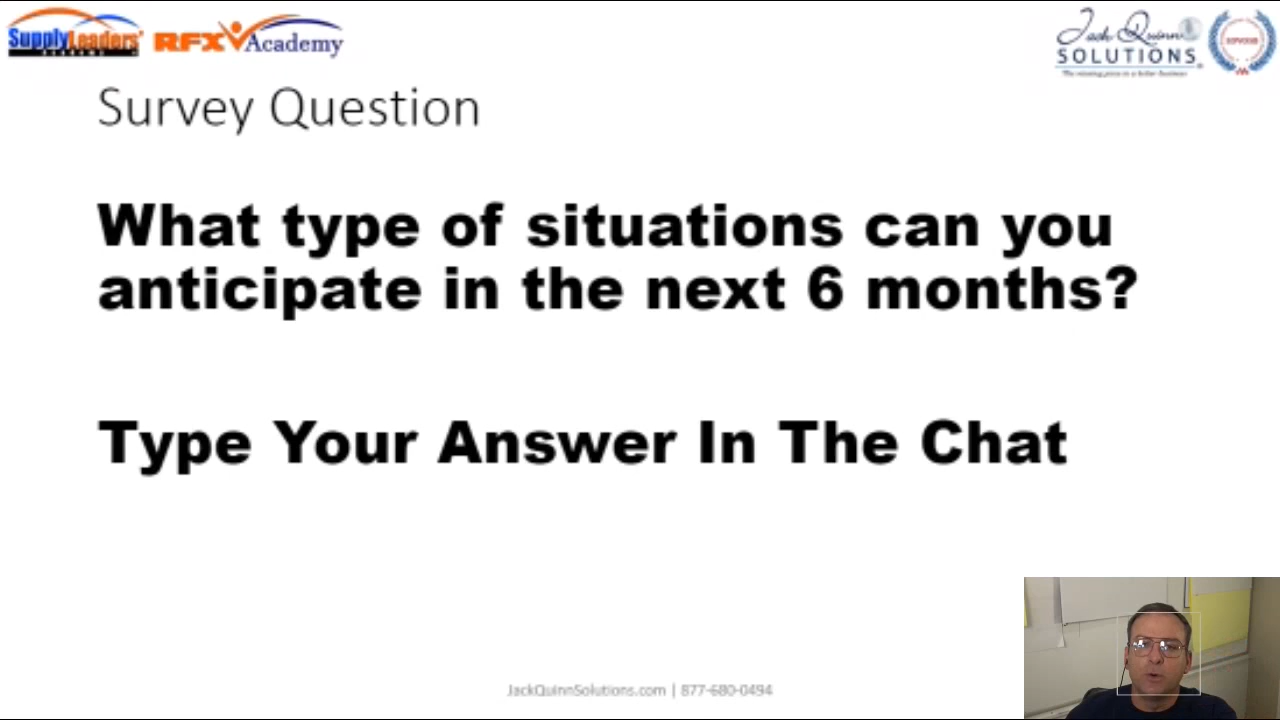 SupplyLeaders
ACADEMY
RFX Academy
Jack Quinn
SOLUTIONS
Survey Question
What type of situations can you
anticipate in the next 6 months?
Type Your Answer In The Chat
JackQuinnSolutions.com | 877-680-0494